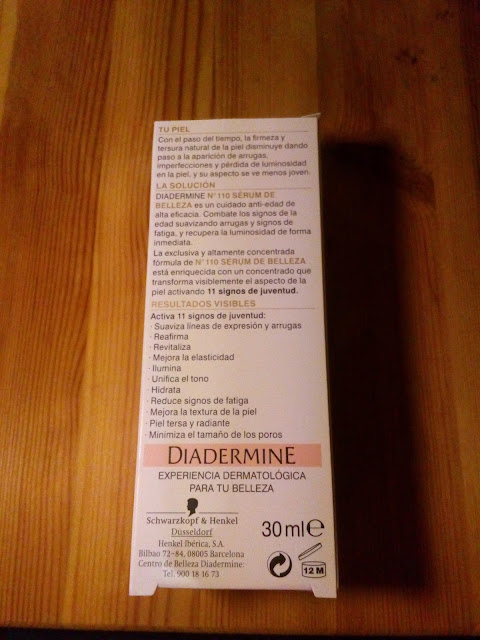 TU PIEL
Con el paso del tiempo, la firmeza y
tersura natural de la piel disminuye dando
paso a la aparición de arrugas,
imperfecciones y pérdida de luminosidad
en la piel, y su aspecto se ve menos joven.
LA SOLUCIÓN
DIADERMINE Nº110 SÉRUM DE
BELLEZA es un cuidado anti-edad de
alta eficacia. Combate los signos de la
edad suavizando arrugas y signos de
fatiga, y recupera la luminosidad de forma
inmediata.
La exclusiva y altamente concentrada
fórmula de Nº110 SÉRUM DE BELLEZA
está enriquecida con un concentrado que
transforma visiblemente el aspecto de la
piel activando 11 signos de juventud.
RESULTADOS VISIBLES
Activa 11 signos de juventud:
· Suaviza líneas de expresión y arrugas
· Reafirma
· Revitaliza
· Mejora la elasticidad
· Ilumina
· Unifica el tono
· Hidrata
· Reduce signos de fatiga
· Mejora la textura de la piel
· Piel tersa y radiante
· Minimiza el tamaño de los poros
DIADERMINE
EXPERIENCIA DERMATOLÓGICA
PARA TU BELLEZA
Schwarzkopf & Henkel
Düsseldorf
Henkel Ibérica, S.A.
Bilbao 72-84, 08005 Barcelona
Centro de Belleza Diadermine:
Tel. 900 18 16 73
30 ml e
12 M